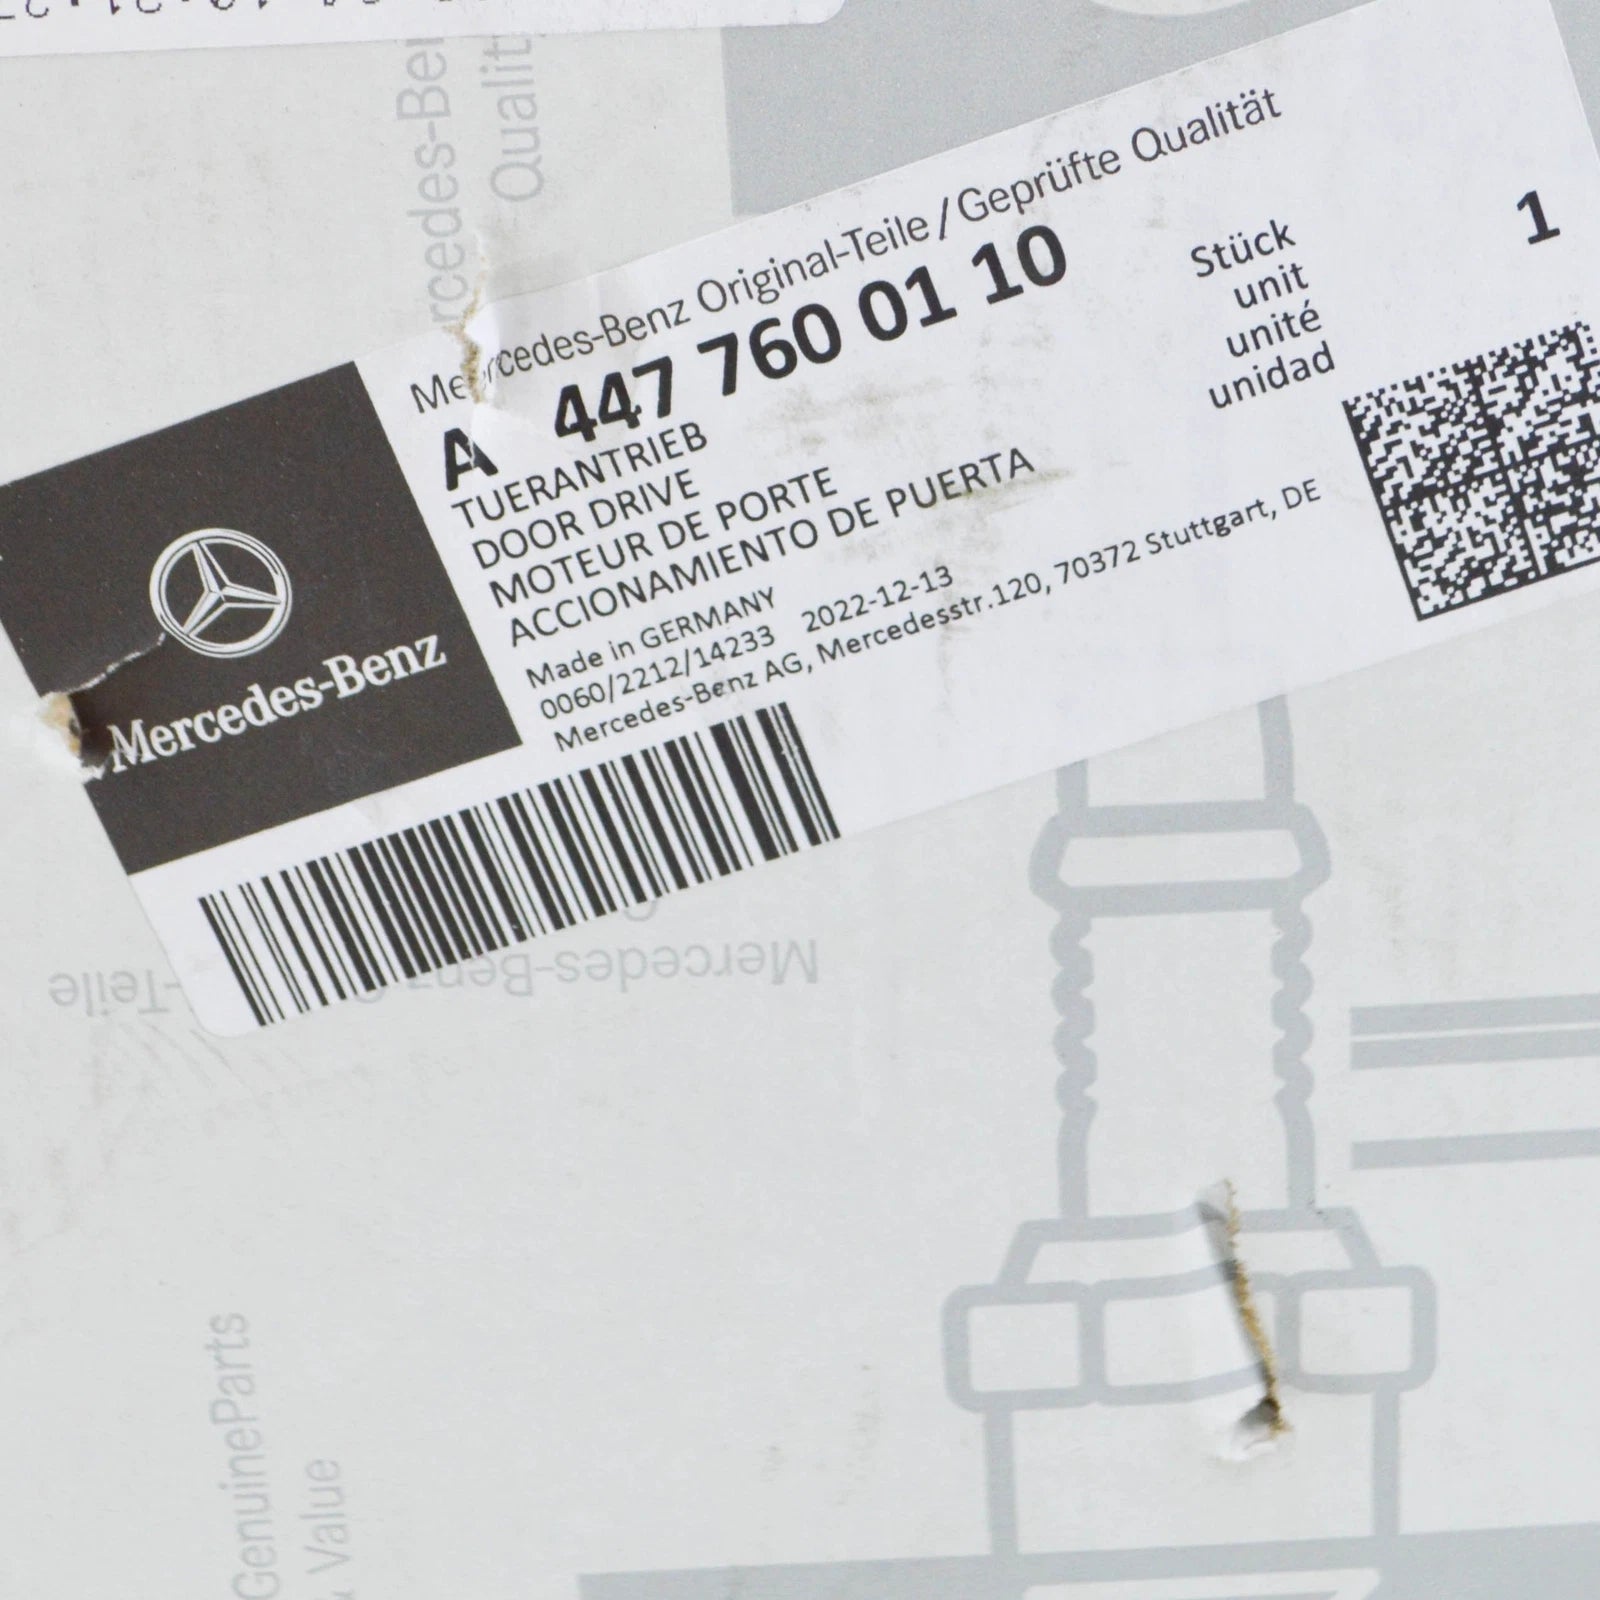 Mercedes-Benz Original-Teile / Geprüfte Qualität
A 447 760 01 10
TUERANTRIEB
DOOR DRIVE
MOTEUR DE PORTE
ACCIONAMIENTO DE PUERTA
Made in GERMANY
0060/2212/14233 2022-12-13
Mercedes-Benz AG, Mercedesstr.120, 70372 Stuttgart, DE
Stück 1
unit
unité
unidad
Mercedes-Benz
Qualit
Mercedes-Benz
-Teile
GenuineParts
& Value